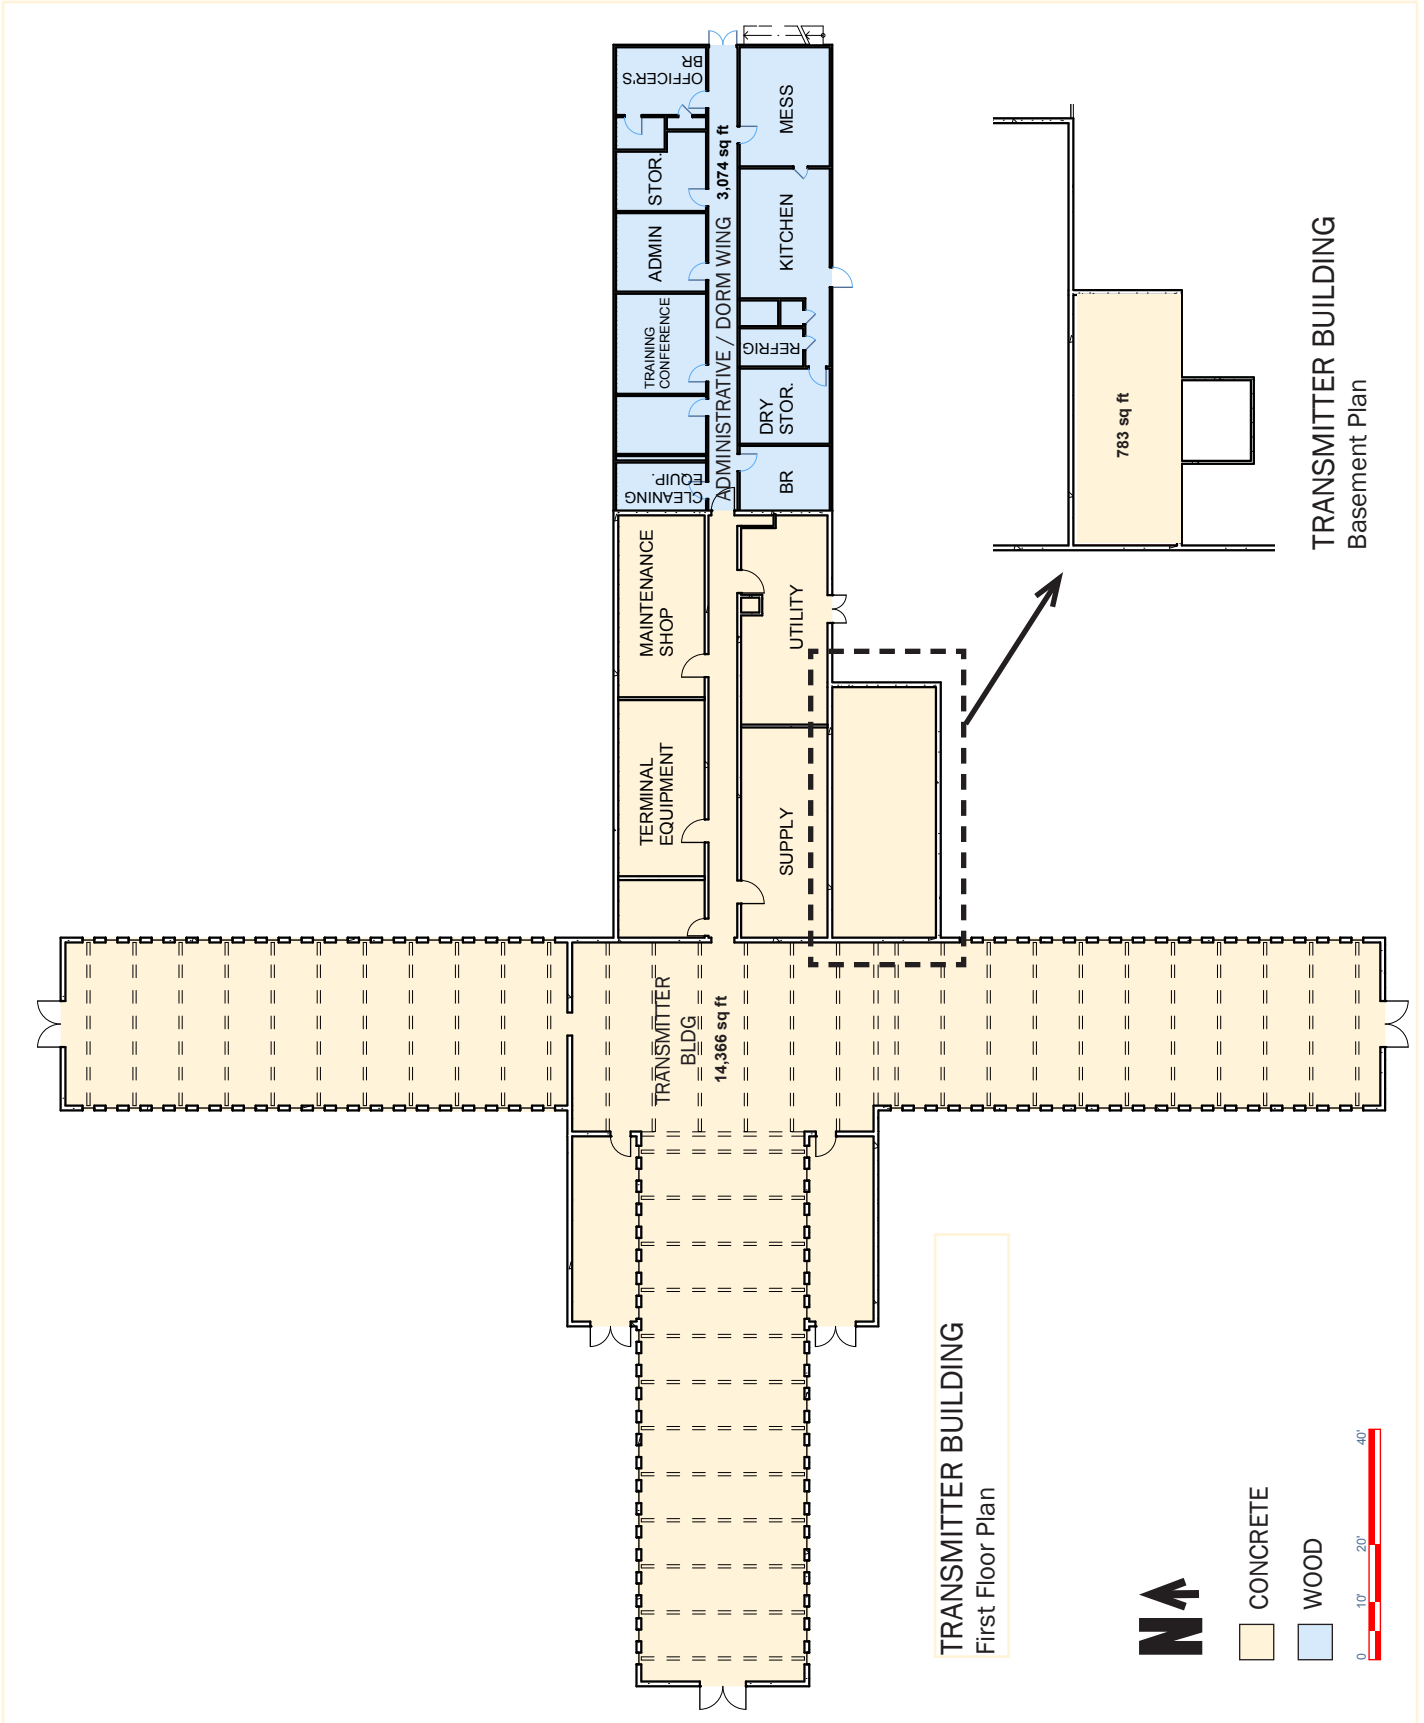 OFFICER'S
BR
STOR.
ADMIN
TRAINING
CONFERENCE
CLEANING
EQUIP.
ADMINISTRATIVE / DORM WING
3,074 sq ft
MESS
KITCHEN
REFRIG
DRY
STOR.
BR
MAINTENANCE
SHOP
TERMINAL
EQUIPMENT
UTILITY
SUPPLY
TRANSMITTER
BLDG
14,366 sq ft
783 sq ft
TRANSMITTER BUILDING
Basement Plan
TRANSMITTER BUILDING
First Floor Plan
N
CONCRETE
WOOD
0 10' 20' 40'